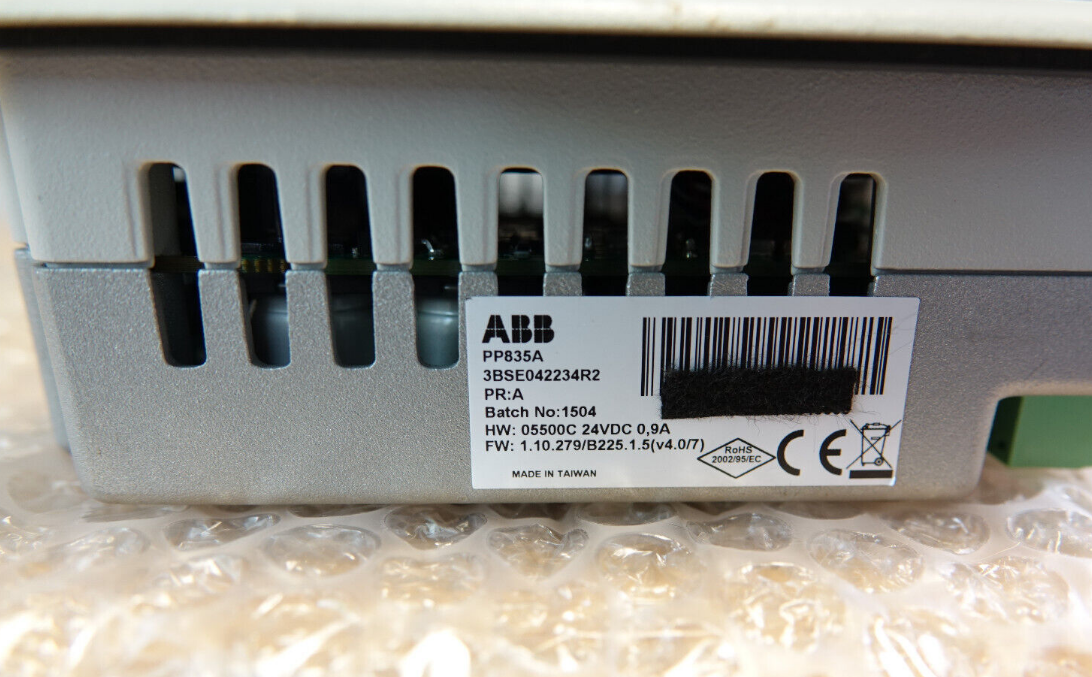 ABB
PP835A
3BSE042234R2
PR:A
Batch No:1504
HW: 05500C 24VDC 0,9A
FW: 1.10.279/B225.1.5(v4.0/7)
RoHS
2002/95/EC
CE
MADE IN TAIWAN